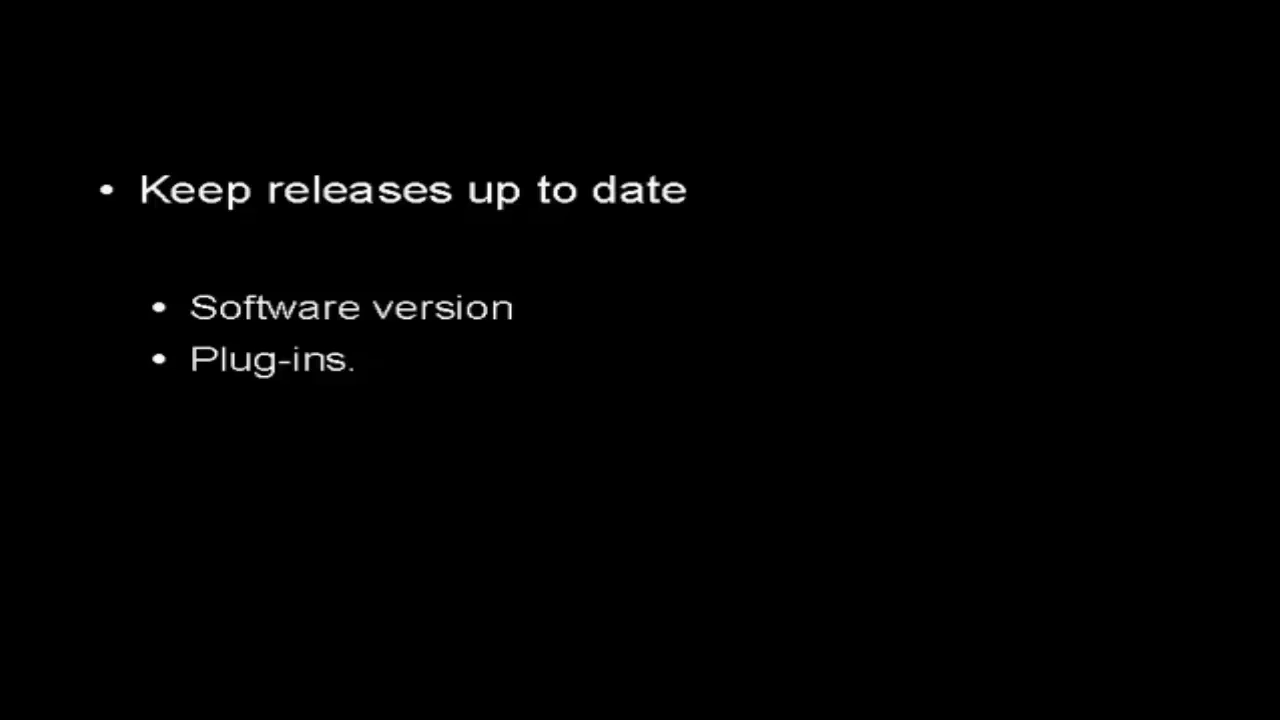 • Keep releases up to date
• Software version
• Plug-ins.